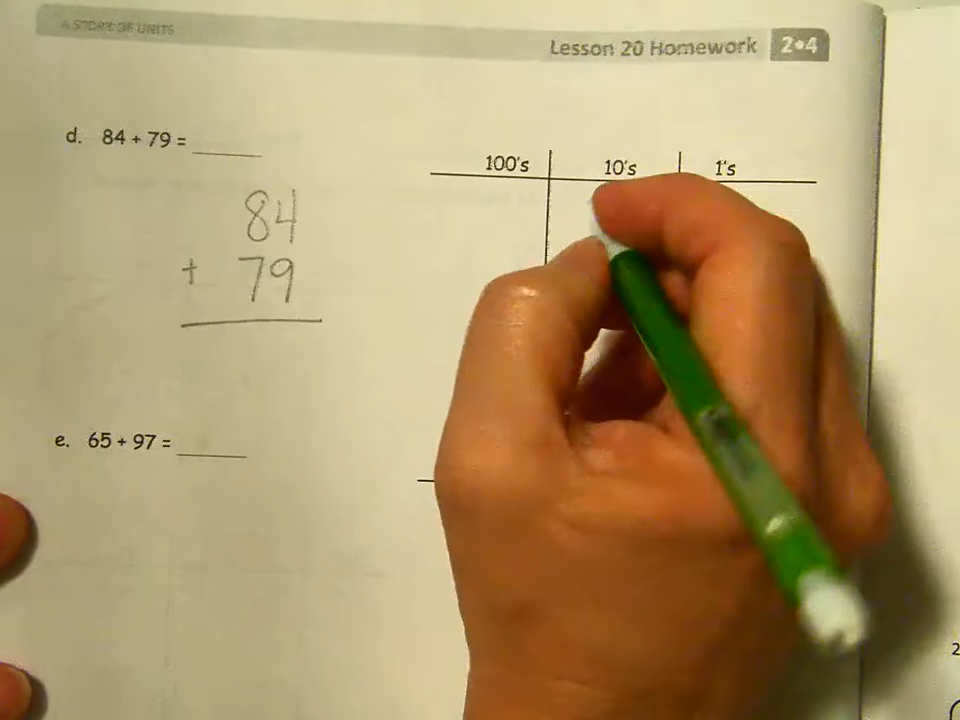 A STORY OF UNITS
Lesson 20 Homework 2•4
d. 84 + 79 = ______
100's 10's 1's
84
+ 79
e. 65 + 97 = ______
2